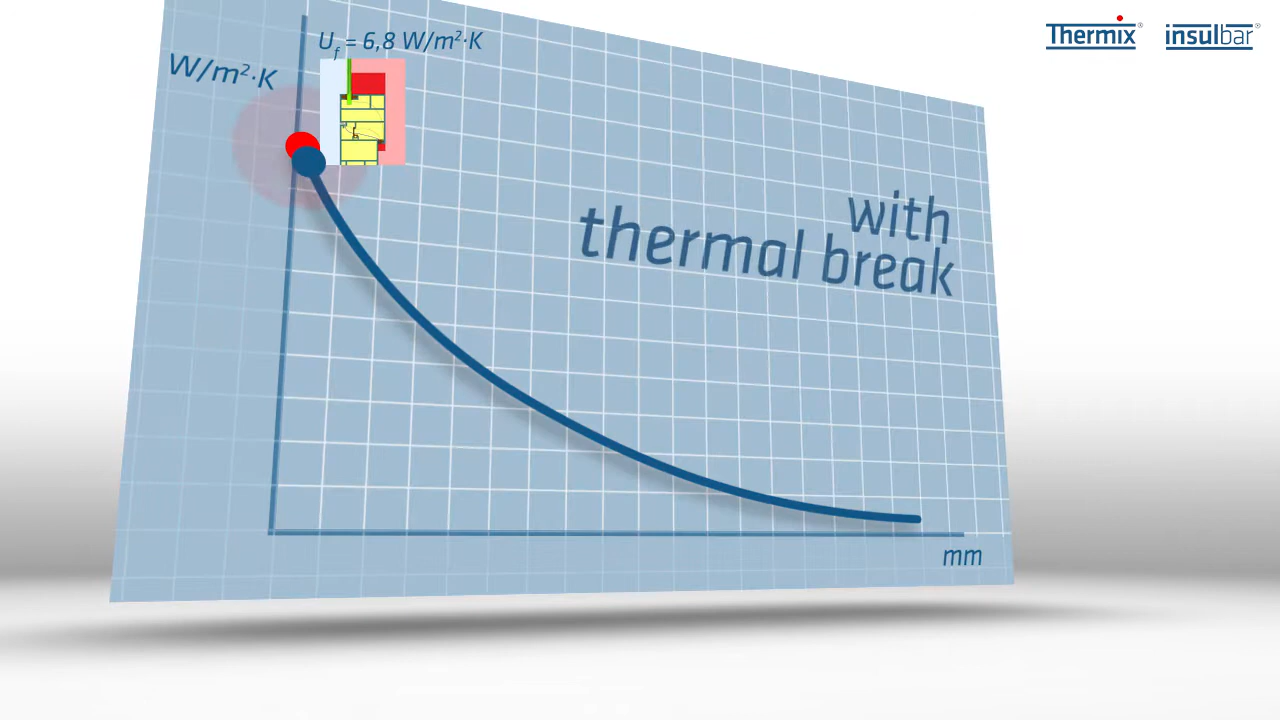 Thermix® insulbar®
U_f = 6,8 W/m²·K
W/m²·K
with
thermal break
mm